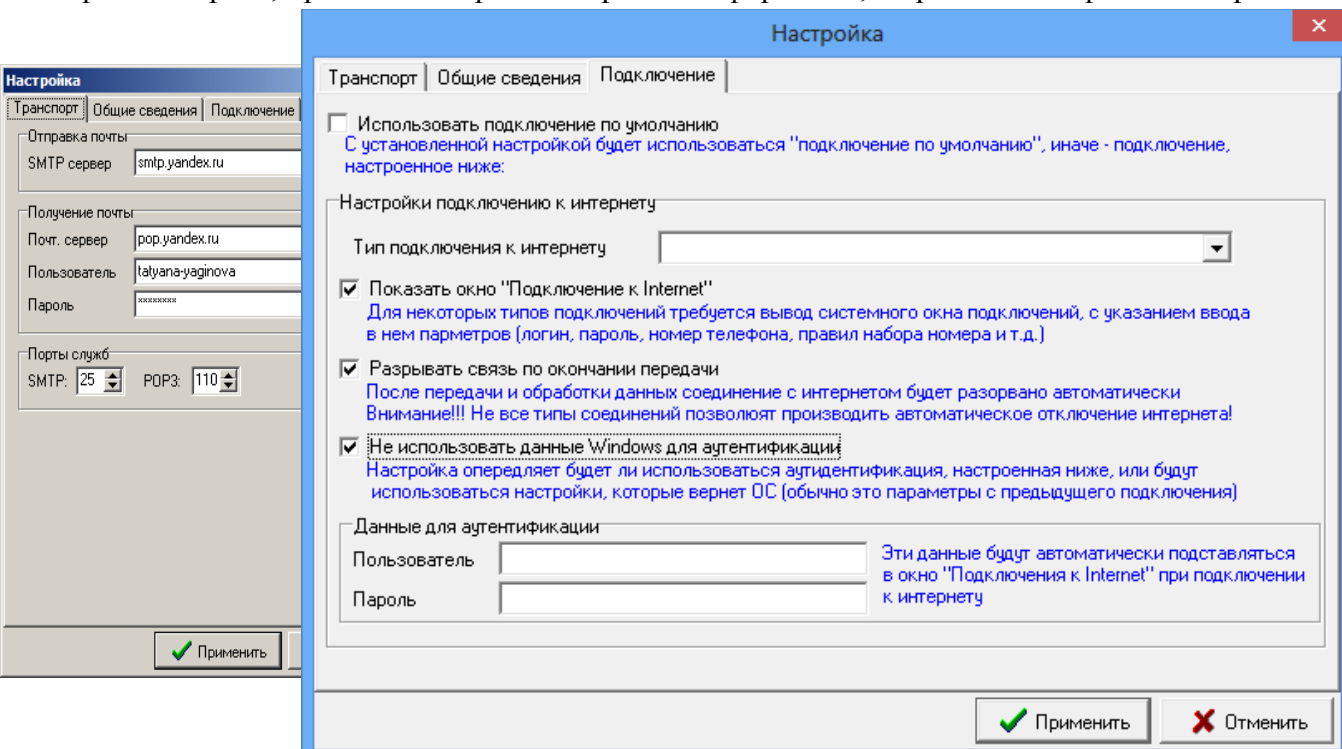 Настройка
Транспорт Общие сведения Подключение
Отправка почты
SMTP сервер smtp.yandex.ru
Получение почты
Почт. сервер pop.yandex.ru
Пользователь tatyana-yaginova
Пароль xxxxxxxx
Порты служб
SMTP: 25 POP3: 110
Применить
Настройка
Транспорт Общие сведения Подключение
Использовать подключение по умолчанию
С установленной настройкой будет использоваться "подключение по умолчанию", иначе - подключение,
настроенное ниже:
Настройки подключению к интернету
Тип подключения к интернету
Показать окно "Подключение к Internet"
Для некоторых типов подключений требуется вывод системного окна подключений, с указанием ввода
в нем парметров (логин, пароль, номер телефона, правил набора номера и т.д.)
Разрывать связь по окончании передачи
После передачи и обработки данных соединение с интернетом будет разорвано автоматически
Внимание!!! Не все типы соединений позволюят производить автоматическое отключение интернета!
Не использовать данные Windows для аутентификации
Настройка опередляет будет ли использоваться аутидентификация, настроенная ниже, или будут
использоваться настройки, которые вернет ОС (обычно это параметры с предыдущего подключения)
Данные для аутентификации
Пользователь
Пароль
Эти данные будут автоматически подставляться
в окно "Подключения к Internet" при подключении
к интернету
Применить Отменить